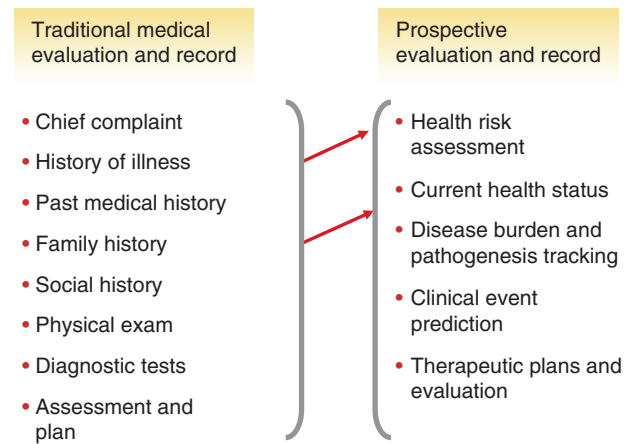 Traditional medical
evaluation and record
• Chief complaint
• History of illness
• Past medical history
• Family history
• Social history
• Physical exam
• Diagnostic tests
• Assessment and
plan
Prospective
evaluation and record
• Health risk
assessment
• Current health status
• Disease burden and
pathogenesis tracking
• Clinical event
prediction
• Therapeutic plans and
evaluation